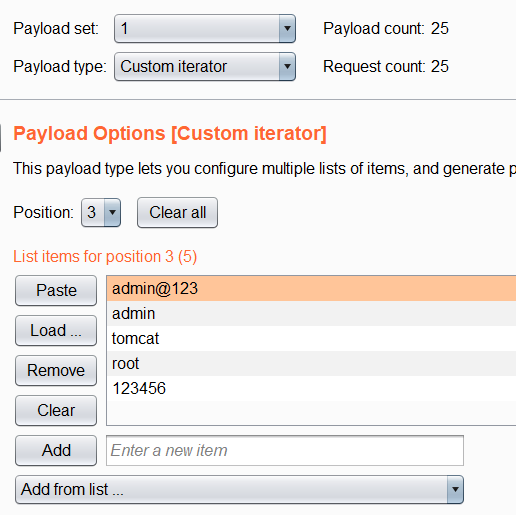 Payload set: 1 Payload count: 25
Payload type: Custom iterator Request count: 25
Payload Options [Custom iterator]
This payload type lets you configure multiple lists of items, and generate p
Position: 3 Clear all
List items for position 3 (5)
Paste
Load ...
Remove
Clear
admin@123
admin
tomcat
root
123456
Add Enter a new item
Add from list ...